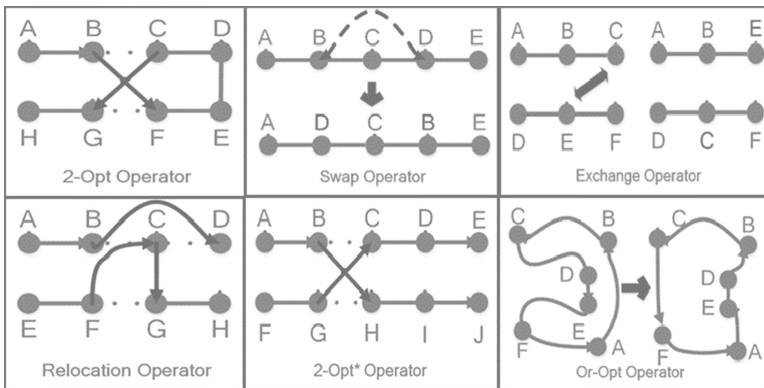 A B C D
H G F E
2-Opt Operator
A B C D E
A D C B E
Swap Operator
A B C A B E
D E F D C F
Exchange Operator
A B C D
E F G H
Relocation Operator
A B C D E
F G H I J
2-Opt* Operator
C B C B
D D
E
F E A F A
Or-Opt Operator